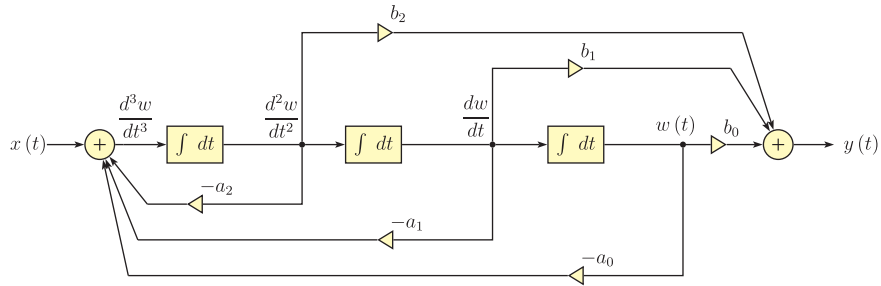 b₂
b₁
d³w/dt³
d²w/dt²
dw/dt
x(t)
+
∫ dt
∫ dt
∫ dt
w(t)
b₀
+
y(t)
−a₂
−a₁
−a₀